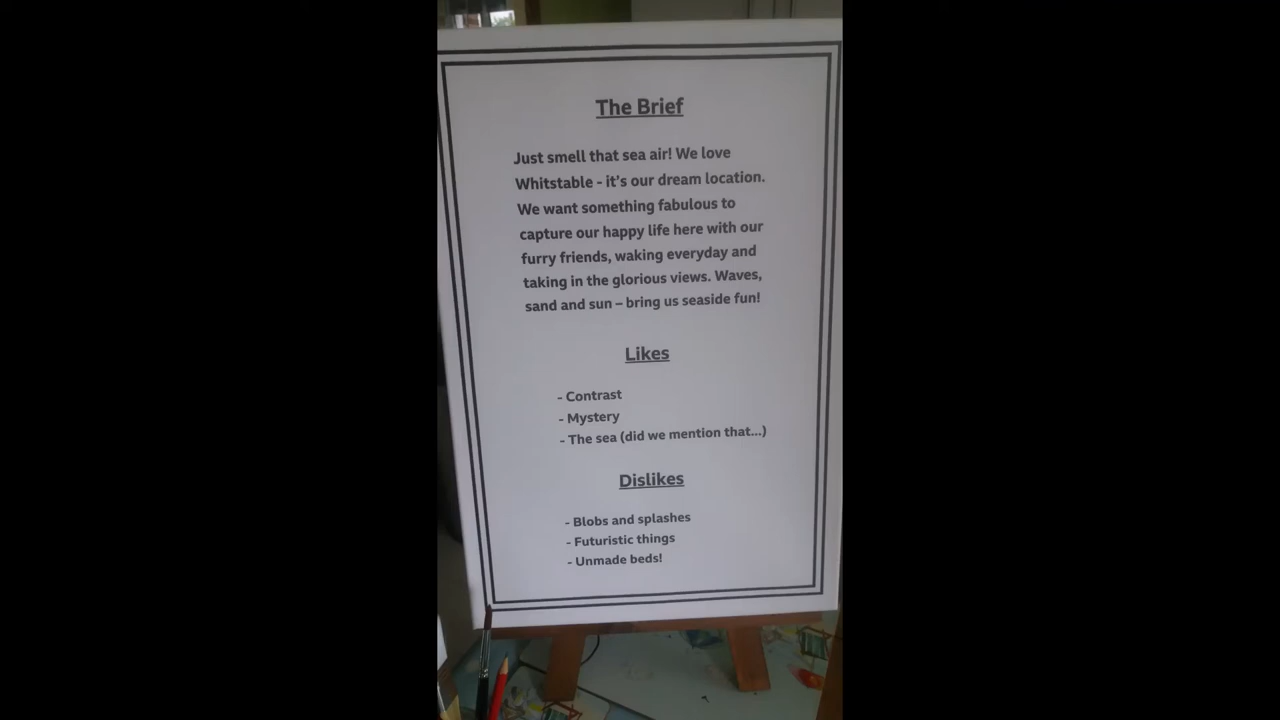 The Brief
Just smell that sea air! We love
Whitstable - it's our dream location.
We want something fabulous to
capture our happy life here with our
furry friends, waking everyday and
taking in the glorious views. Waves,
sand and sun – bring us seaside fun!
Likes
- Contrast
- Mystery
- The sea (did we mention that...)
Dislikes
- Blobs and splashes
- Futuristic things
- Unmade beds!